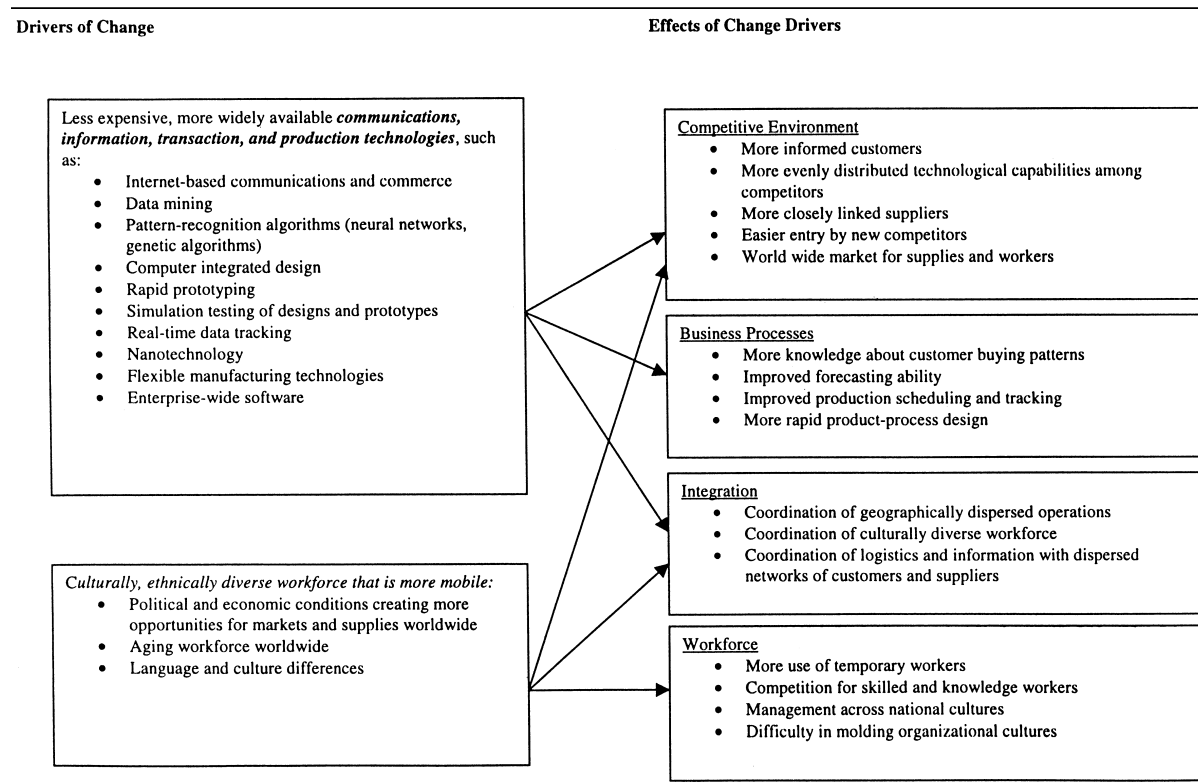 Drivers of Change
Effects of Change Drivers
Less expensive, more widely available communications,
information, transaction, and production technologies, such
as:
• Internet-based communications and commerce
• Data mining
• Pattern-recognition algorithms (neural networks,
genetic algorithms)
• Computer integrated design
• Rapid prototyping
• Simulation testing of designs and prototypes
• Real-time data tracking
• Nanotechnology
• Flexible manufacturing technologies
• Enterprise-wide software
Culturally, ethnically diverse workforce that is more mobile:
• Political and economic conditions creating more
opportunities for markets and supplies worldwide
• Aging workforce worldwide
• Language and culture differences
Competitive Environment
• More informed customers
• More evenly distributed technological capabilities among
competitors
• More closely linked suppliers
• Easier entry by new competitors
• World wide market for supplies and workers
Business Processes
• More knowledge about customer buying patterns
• Improved forecasting ability
• Improved production scheduling and tracking
• More rapid product-process design
Integration
• Coordination of geographically dispersed operations
• Coordination of culturally diverse workforce
• Coordination of logistics and information with dispersed
networks of customers and suppliers
Workforce
• More use of temporary workers
• Competition for skilled and knowledge workers
• Management across national cultures
• Difficulty in molding organizational cultures